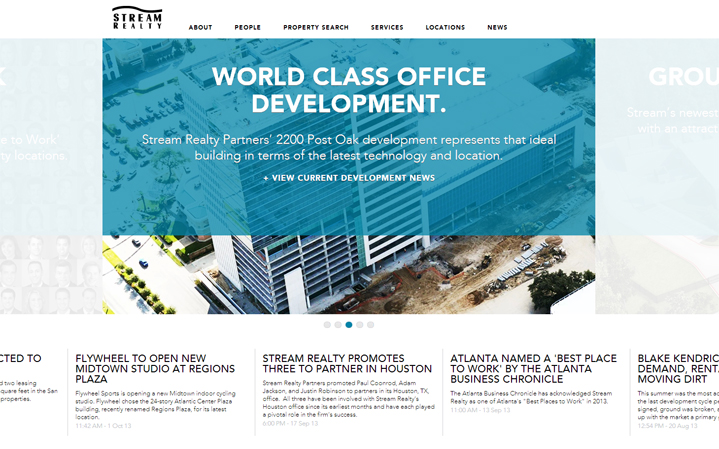 STREAM
REALTY
ABOUT PEOPLE PROPERTY SEARCH SERVICES LOCATIONS NEWS
K
e to Work'
ty locations.
WORLD CLASS OFFICE
DEVELOPMENT.
Stream Realty Partners' 2200 Post Oak development represents that ideal
building in terms of the latest technology and location.
+ VIEW CURRENT DEVELOPMENT NEWS
GROU
Stream's newest
with an attract
CTED TO
d two leasing
square feet in the San
properties.
FLYWHEEL TO OPEN NEW
MIDTOWN STUDIO AT REGIONS
PLAZA
Flywheel Sports is opening a new Midtown indoor cycling
studio. Flywheel chose the 24-story Atlantic Center Plaza
building, recently renamed Regions Plaza, for its latest
location.
11:42 AM - 1 Oct 13
STREAM REALTY PROMOTES
THREE TO PARTNER IN HOUSTON
Stream Realty Partners promoted Paul Coonrod, Adam
Jackson, and Justin Robinson to partners in its Houston, TX,
office. All three have been involved with Stream Realty's
Houston office since its earliest months and have each played
a pivotal role in the firm's success.
6:00 PM - 17 Sep 13
ATLANTA NAMED A 'BEST PLACE
TO WORK' BY THE ATLANTA
BUSINESS CHRONICLE
The Atlanta Business Chronicle has acknowledged Stream
Realty as one of Atlanta's "Best Places to Work" in 2013.
11:00 AM - 13 Sep 13
BLAKE KENDRIC
DEMAND, RENT
MOVING DIRT
This summer was the most ac
the last development cycle pe
signed, ground was broken, a
up with the market a primary
12:54 PM - 20 Aug 13